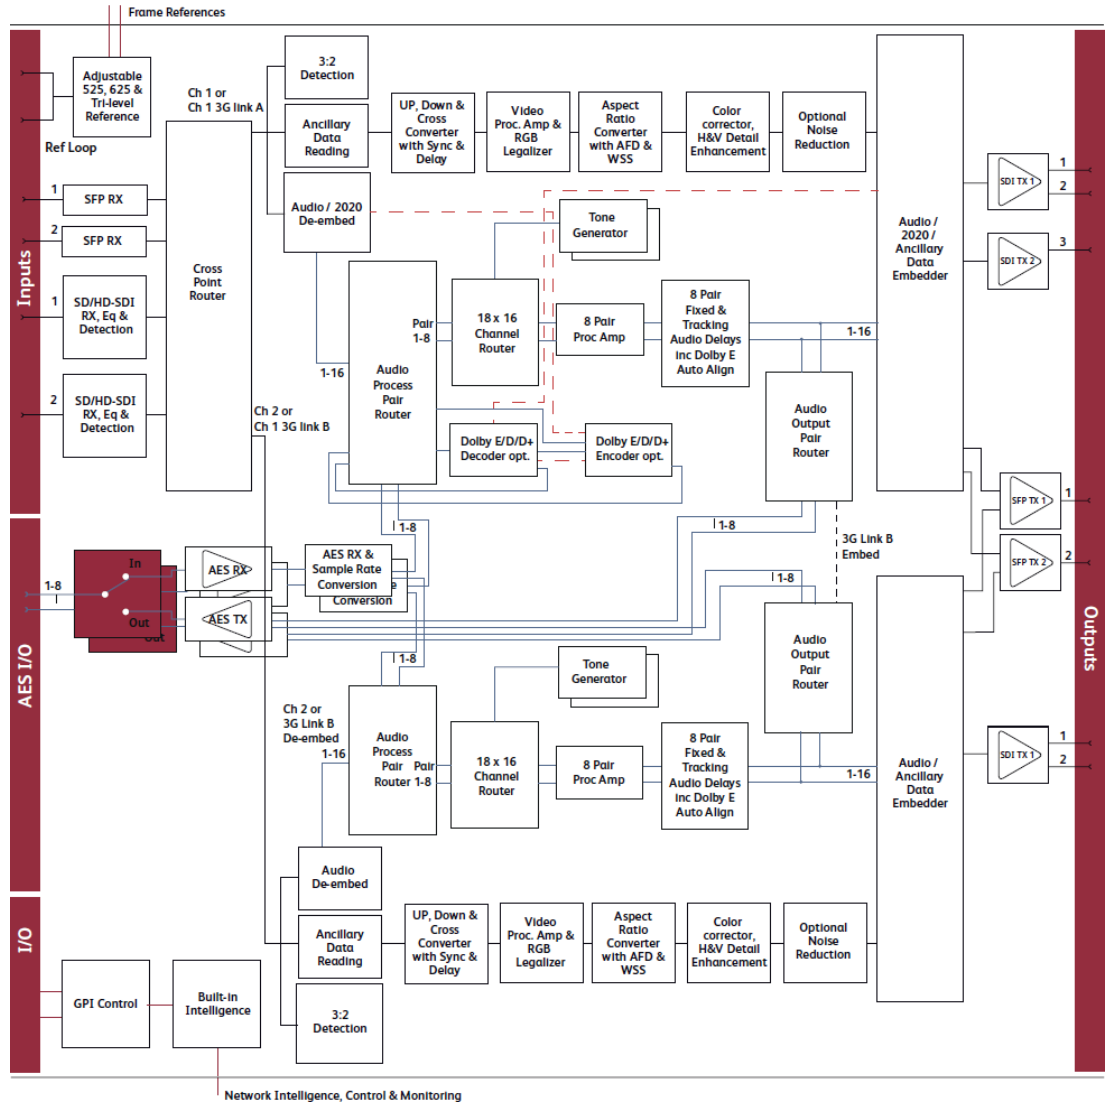 Frame References
Adjustable
525, 625 &
Tri-level
Reference
Ref Loop
Inputs
1
SFP RX
2
SFP RX
1
SD/HD-SDI
RX, Eq &
Detection
2
SD/HD-SDI
RX, Eq &
Detection
Cross
Point
Router
Ch 1 or
Ch 1 3G link A
3:2
Detection
Ancillary
Data
Reading
Audio / 2020
De-embed
UP, Down &
Cross
Converter
with Sync &
Delay
Video
Proc. Amp &
RGB
Legalizer
Aspect
Ratio
Converter
with AFD &
WSS
Color
corrector,
H&V Detail
Enhancement
Optional
Noise
Reduction
Audio /
2020 /
Ancillary
Data
Embedder
SDI TX 1
1
2
SDI TX 2
3
Tone
Generator
1-16
Audio
Process
Pair
Router
Pair
1-8
18 x 16
Channel
Router
8 Pair
Proc Amp
8 Pair
Fixed &
Tracking
Audio Delays
inc Dolby E
Auto Align
1-16
Audio
Output
Pair
Router
Ch 2 or
Ch 1 3G link B
Dolby E/D/D+
Decoder opt.
Dolby E/D/D+
Encoder opt.
SFP TX 1
1
SFP TX 2
2
1-8
1-8
3G Link B
Embed
AES I/O
1-8
In
Out
Out
AES RX
AES TX
AES RX &
Sample Rate
Conversion
e
Conversion
1-8
1-8
Outputs
Ch 2 or
3G Link B
De-embed
1-16
Audio
Process
Pair
Router
Pair
1-8
18 x 16
Channel
Router
Tone
Generator
8 Pair
Proc Amp
8 Pair
Fixed &
Tracking
Audio Delays
inc Dolby E
Auto Align
Audio
Output
Pair
Router
1-16
Audio /
Ancillary
Data
Embedder
SDI TX 1
1
2
Audio
De-embed
Ancillary
Data
Reading
3:2
Detection
UP, Down &
Cross
Converter
with Sync &
Delay
Video
Proc. Amp &
RGB
Legalizer
Aspect
Ratio
Converter
with AFD &
WSS
Color
corrector,
H&V Detail
Enhancement
Optional
Noise
Reduction
I/O
GPI Control
Built-in
Intelligence
Network Intelligence, Control & Monitoring